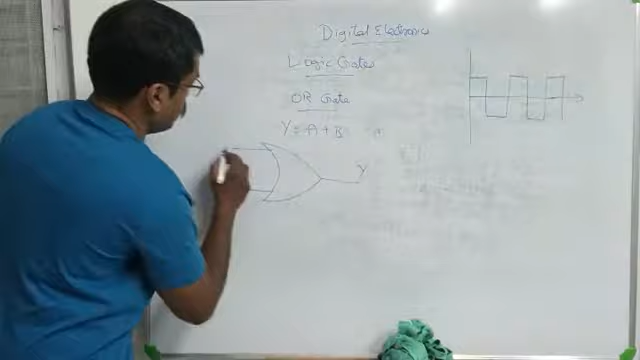 Digital Electronics
Logic Gates
OR Gate
Y = A + B
Y